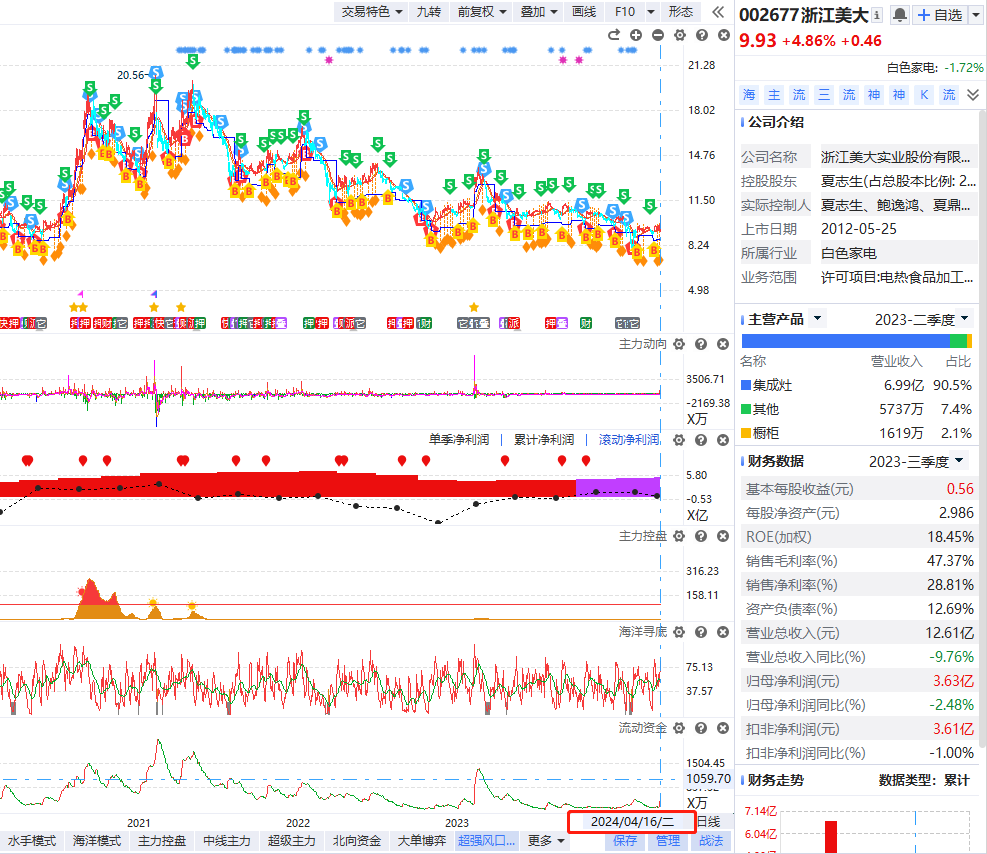 交易特色 九转 前复权 叠加 画线 F10 形态
20.56
21.28
18.02
14.76
11.50
8.24
4.98
主力动向
3506.71
-2169.38
X万
单季净利润 | 累计净利润 | 滚动净利润
5.80
-0.53
X亿
主力控盘
316.23
158.11
海洋寻底
75.13
37.57
流动资金
1504.45
1059.70
X万
2021 2022 2023 2024/04/16/二 日线
水手模式 海洋模式 主力控盘 中线主力 超级主力 北向资金 大单博弈 超强风口... 更多 保存 管理 战法
002677浙江美大 自选
9.93 +4.86% +0.46
白色家电: -1.72%
海 主 流 三 流 神 神 K 流
公司介绍
公司名称 浙江美大实业股份有限...
控股股东 夏志生(占总股本比例: 2...
实际控制人 夏志生、鲍逸鸿、夏鼎...
上市日期 2012-05-25
所属行业 白色家电
业务范围 许可项目:电热食品加工...
主营产品 2023-二季度
名称 营业收入 占比
集成灶 6.99亿 90.5%
其他 5737万 7.4%
橱柜 1619万 2.1%
财务数据 2023-三季度
基本每股收益(元) 0.56
每股净资产(元) 2.986
ROE(加权) 18.45%
销售毛利率(%) 47.37%
销售净利率(%) 28.81%
资产负债率(%) 12.69%
营业总收入(元) 12.61亿
营业总收入同比(%) -9.76%
归母净利润(元) 3.63亿
归母净利润同比(%) -2.48%
扣非净利润(元) 3.61亿
扣非净利润同比(%) -1.00%
财务走势 数据类型: 累计
7.14亿
6.04亿